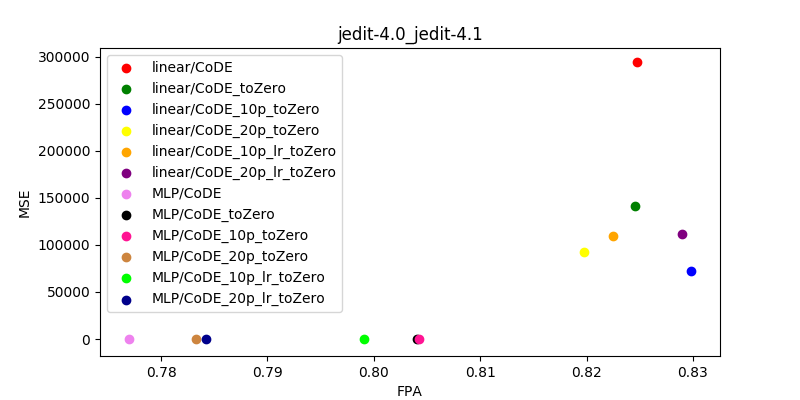 jedit-4.0_jedit-4.1
300000
250000
200000
150000
100000
50000
0
MSE
linear/CoDE
linear/CoDE_toZero
linear/CoDE_10p_toZero
linear/CoDE_20p_toZero
linear/CoDE_10p_lr_toZero
linear/CoDE_20p_lr_toZero
MLP/CoDE
MLP/CoDE_toZero
MLP/CoDE_10p_toZero
MLP/CoDE_20p_toZero
MLP/CoDE_10p_lr_toZero
MLP/CoDE_20p_lr_toZero
0.78 0.79 0.80 0.81 0.82 0.83
FPA